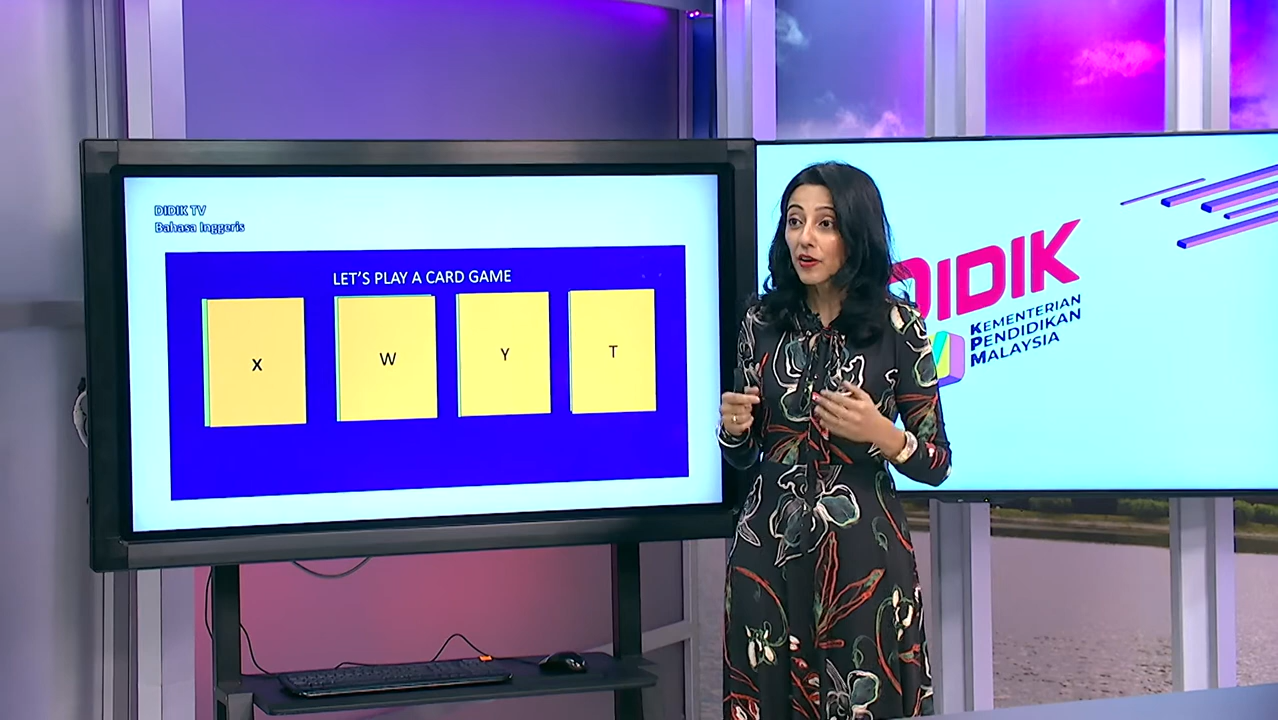 DIDIK TV
Bahasa Inggeris
LET'S PLAY A CARD GAME
X
W
Y
T
DIDIK
KEMENTERIAN
PENDIDIKAN
MALAYSIA